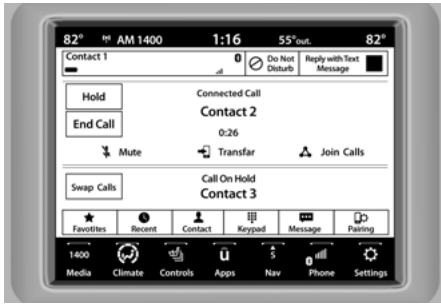 82° AM 1400 1:16 55°out. 82°
Contact 1 0 Do Not Disturb Reply with Text Message
Hold
End Call
Connected Call
Contact 2
0:26
Mute Transfar Join Calls
Swap Calls
Call On Hold
Contact 3
Favotites Recent Contact Keypad Message Pairing
1400 ü S
Media Climate Controls Apps Nav Phone Settings